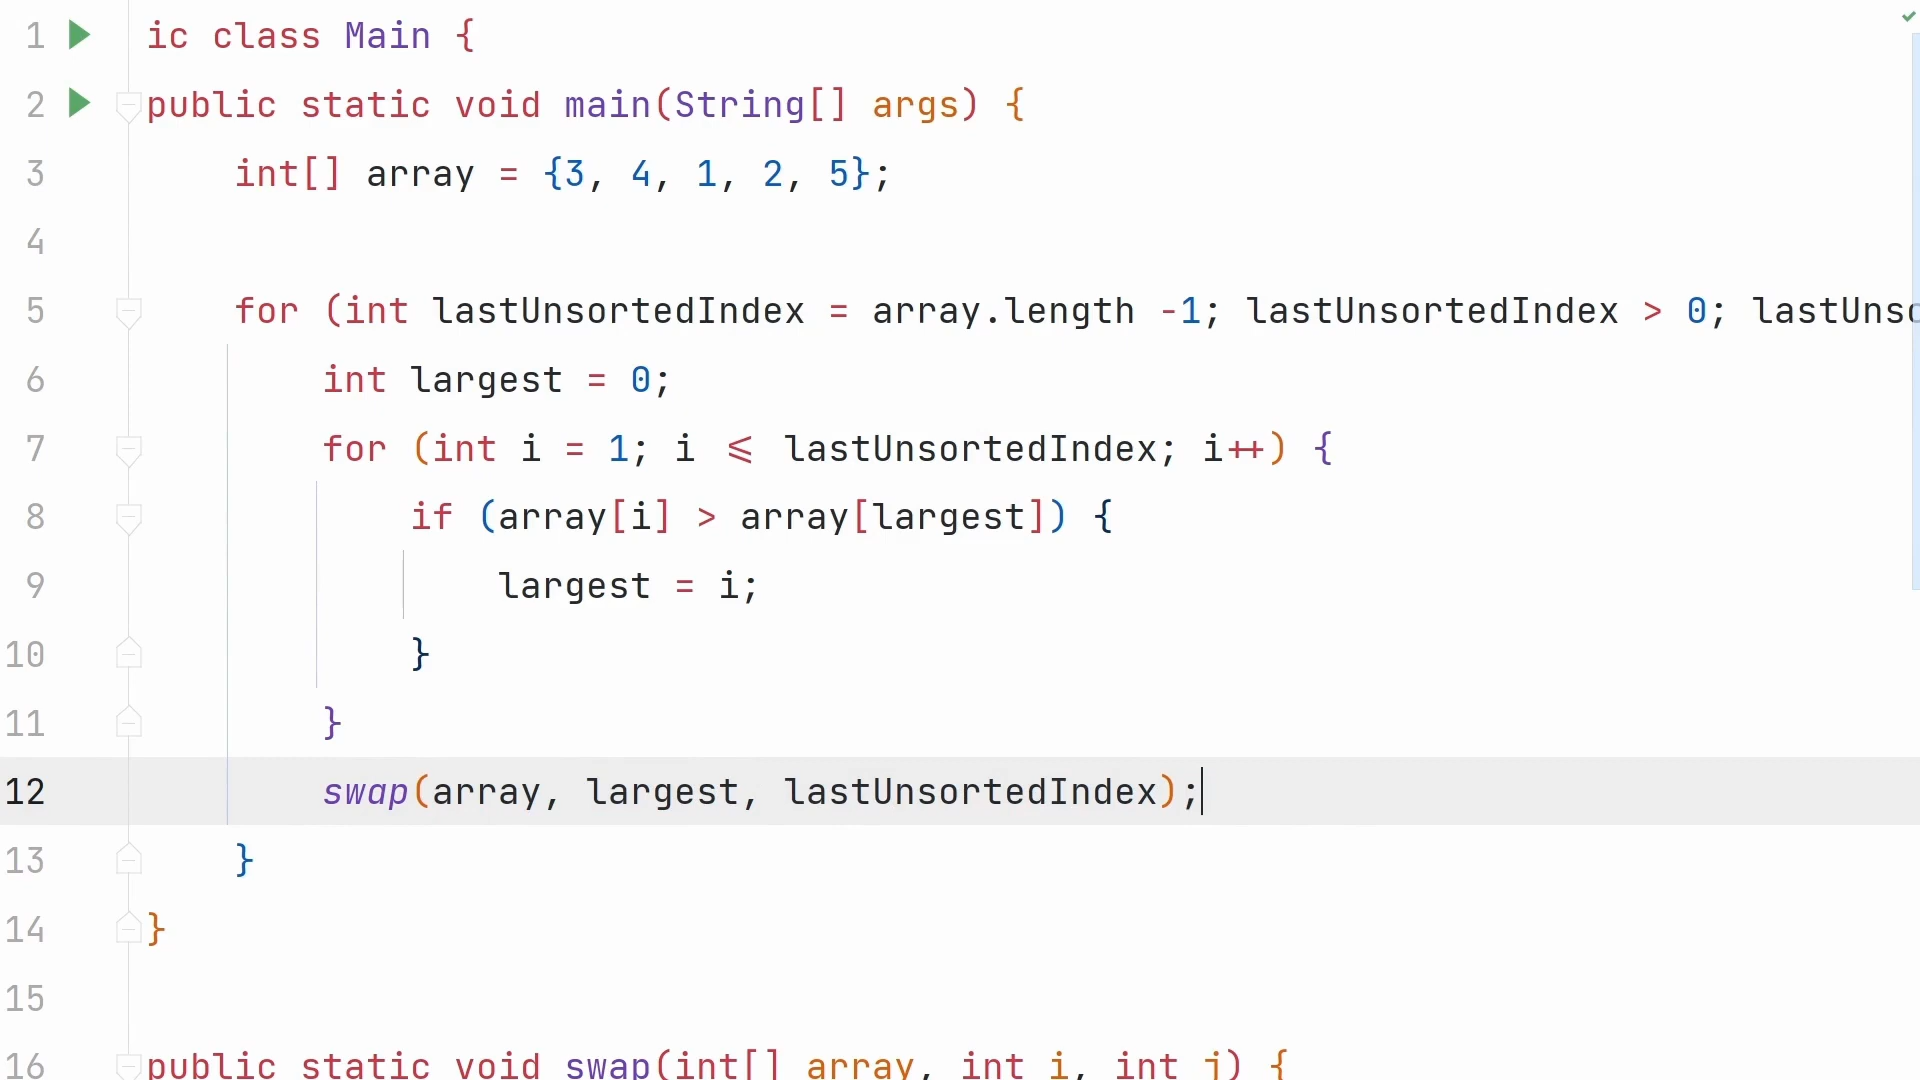 1 ic class Main {
2 public static void main(String[] args) {
3 int[] array = {3, 4, 1, 2, 5};
4
5 for (int lastUnsortedIndex = array.length -1; lastUnsortedIndex > 0; lastUnso
6 int largest = 0;
7 for (int i = 1; i <= lastUnsortedIndex; i++) {
8 if (array[i] > array[largest]) {
9 largest = i;
10 }
11 }
12 swap(array, largest, lastUnsortedIndex);
13 }
14 }
15
16 public static void swap(int[] array, int i, int j) {